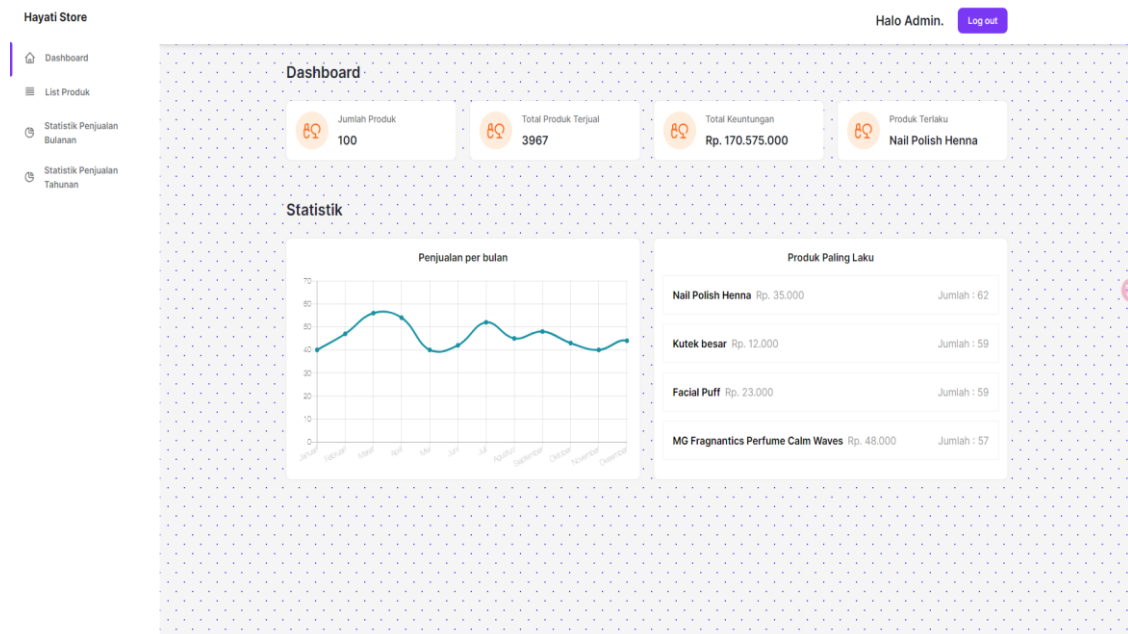 Hayati Store
Halo Admin.
Log out
Dashboard
List Produk
Statistik Penjualan
Bulanan
Statistik Penjualan
Tahunan
Dashboard
Jumlah Produk
100
Total Produk Terjual
3967
Total Keuntungan
Rp. 170.575.000
Produk Terlaku
Nail Polish Henna
Statistik
Penjualan per bulan
70
60
50
40
30
20
10
0
Januari Februari Maret April Mei Juni Juli Agustus September Oktober November Desember
Produk Paling Laku
Nail Polish Henna Rp. 35.000 Jumlah : 62
Kutek besar Rp. 12.000 Jumlah : 59
Facial Puff Rp. 23.000 Jumlah : 59
MG Fragnantics Perfume Calm Waves Rp. 48.000 Jumlah : 57